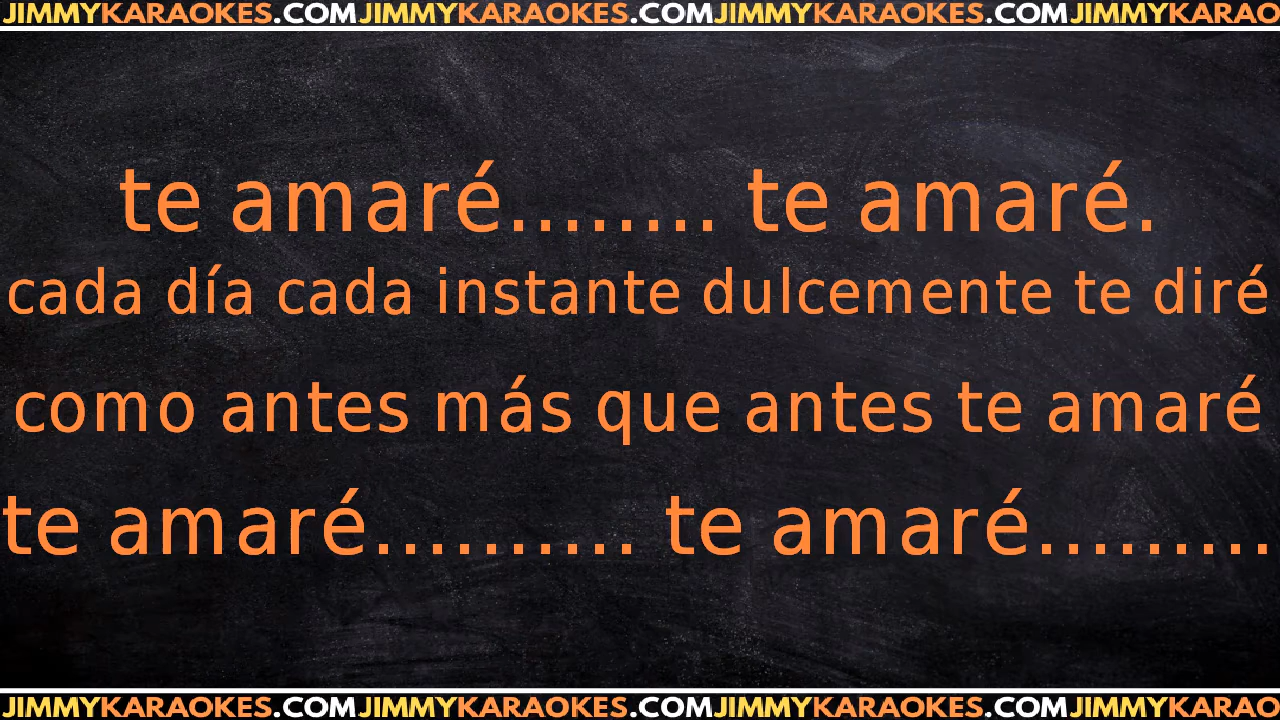 JIMMYKARAOKES.COMJIMMYKARAOKES.COMJIMMYKARAOKES.COMJIMMYKARAO
te amaré........ te amaré.
cada día cada instante dulcemente te diré
como antes más que antes te amaré
te amaré.......... te amaré.........
JIMMYKARAOKES.COMJIMMYKARAOKES.COMJIMMYKARAOKES.COMJIMMYKARAO